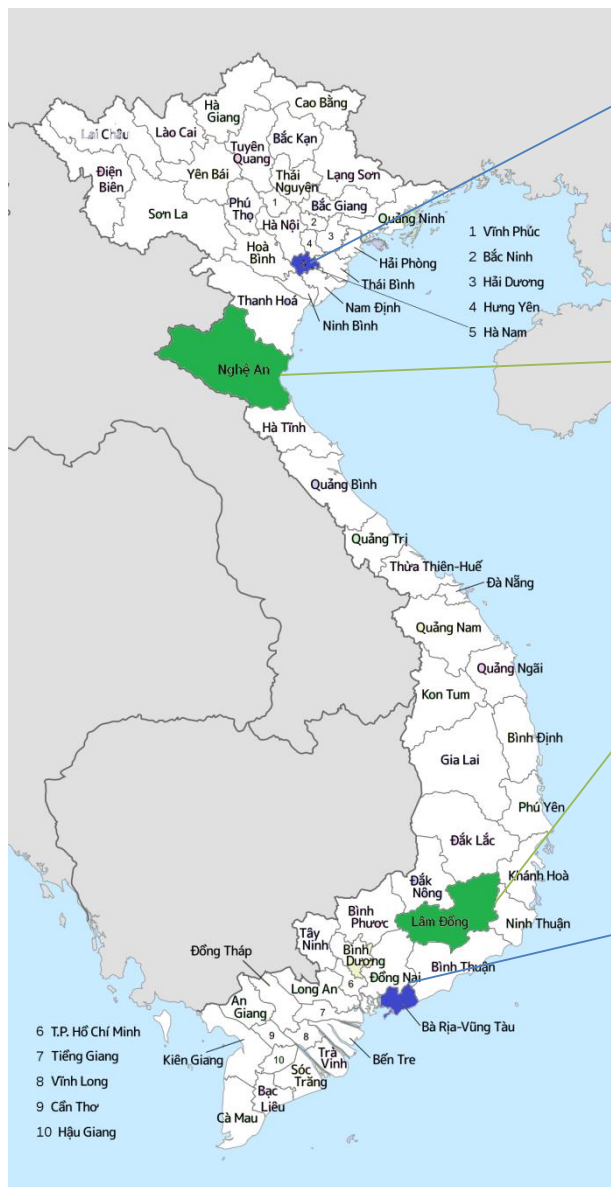 Hà
Giang
Cao Bằng
Lai Châu
Lào Cai
Bắc Kạn
Tuyên
Quang
Điện
Biên
Yên Bái
Thái
Nguyên
Lạng Sơn
Sơn La
Phú
Thọ
1
Bắc Giang
Quảng Ninh
Hà Nội
2
3
4
Hoà
Bình
Hải Phòng
Thái Bình
Nam Định
Ninh Bình
Thanh Hoá
1 Vĩnh Phúc
2 Bắc Ninh
3 Hải Dương
4 Hưng Yên
5 Hà Nam
Nghệ An
Hà Tĩnh
Quảng Bình
Quảng Trị
Thừa Thiên-Huế
Đà Nẵng
Quảng Nam
Quảng Ngãi
Kon Tum
Bình Định
Gia Lai
Phú Yên
Đắk Lắc
Khánh Hoà
Đắk
Nông
Bình
Phước
Lâm Đồng
Ninh Thuận
Tây
Ninh
Bình
Dương
Đồng Tháp
Đồng Nai
Bình Thuận
6
Long An
An
Giang
7
Bà Rịa-Vũng Tàu
9
8
Kiên Giang
Bến Tre
10
Trà
Vinh
Sóc
Trăng
Bạc
Liêu
Cà Mau
6 T.P. Hồ Chí Minh
7 Tiềng Giang
8 Vĩnh Long
9 Cần Thơ
10 Hậu Giang